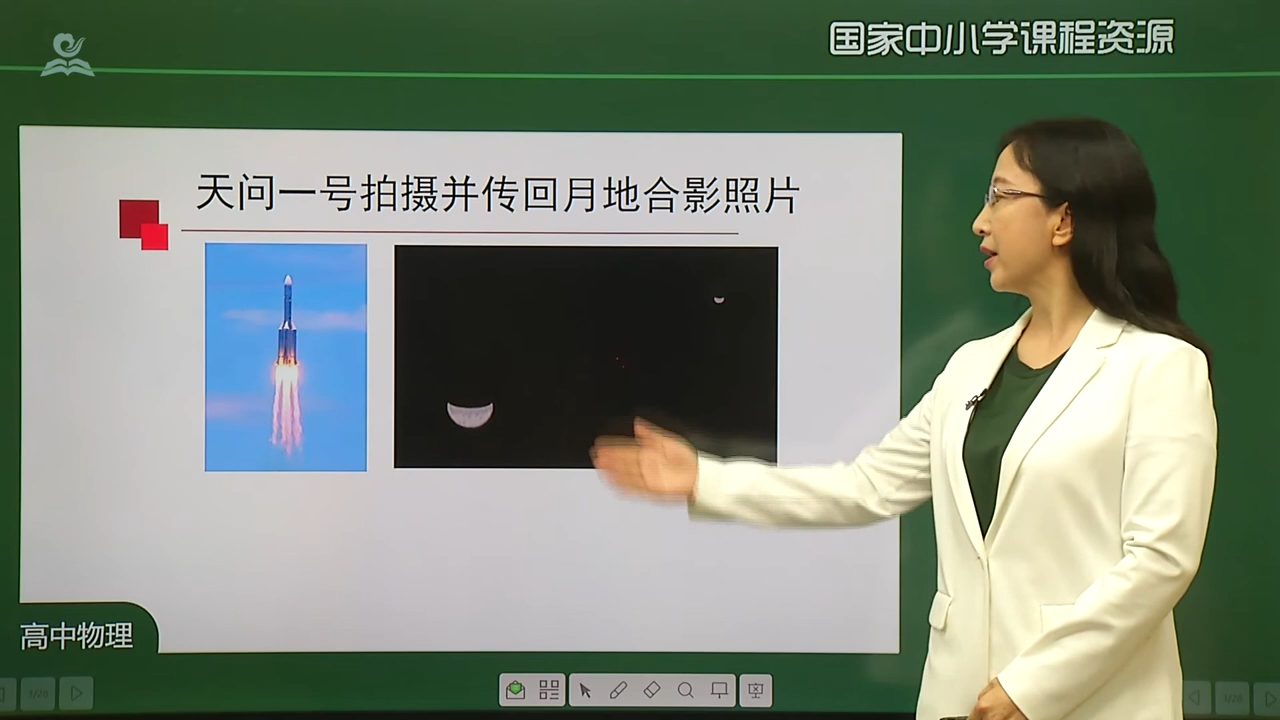 国家中小学课程资源
天问一号拍摄并传回月地合影照片
高中物理